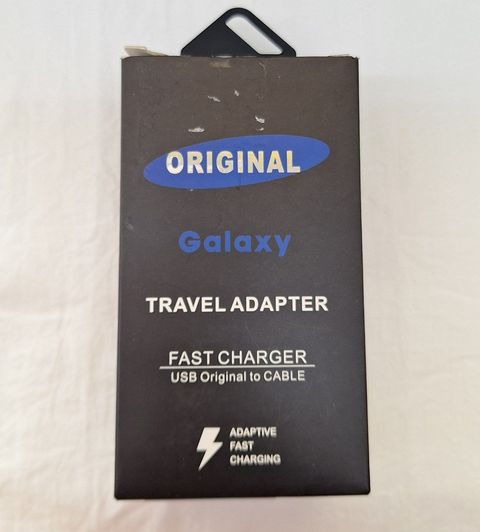 ORIGINAL
Galaxy
TRAVEL ADAPTER
FAST CHARGER
USB Original to CABLE
ADAPTIVE
FAST
CHARGING